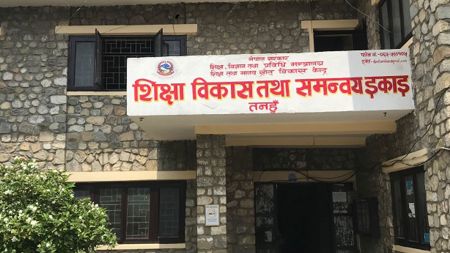 नेपाल सरकार
शिक्षा, विज्ञान तथा प्रविधि मन्त्रालय
शिक्षा तथा मानव स्रोत विकास केन्द्र
शिक्षा विकास तथा समन्वय इकाइ
तनहुँ
फोन नं.